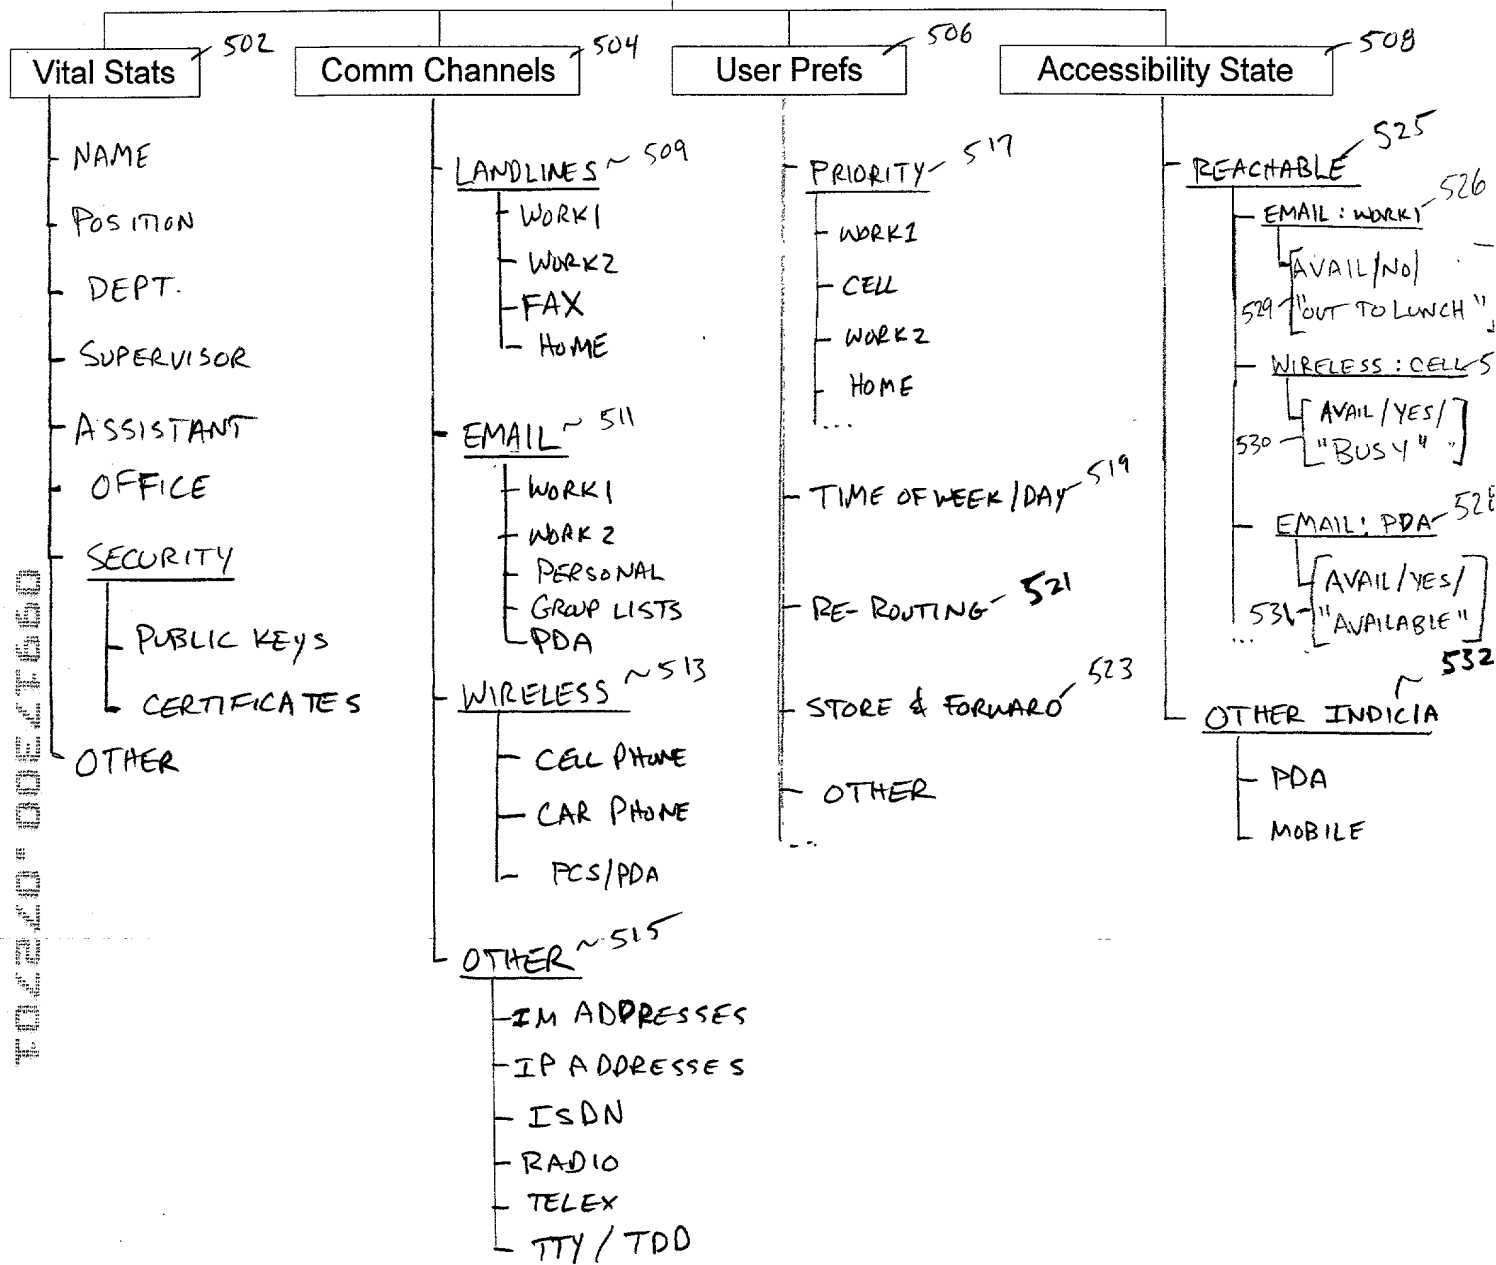 Vital Stats 502
NAME
POSITION
DEPT.
SUPERVISOR
ASSISTANT
OFFICE
SECURITY
PUBLIC KEYS
CERTIFICATES
OTHER
Comm Channels 504
LANDLINES ~ 509
WORK1
WORK2
FAX
HOME
EMAIL ~ 511
WORK1
WORK 2
PERSONAL
GROUP LISTS
PDA
WIRELESS ~ 513
CELL PHONE
CAR PHONE
PCS/PDA
OTHER ~ 515
IM ADDRESSES
IP ADDRESSES
ISDN
RADIO
TELEX
TTY / TDD
User Prefs 506
PRIORITY 517
WORK1
CELL
WORK2
HOME
...
TIME OF WEEK/DAY 519
RE-ROUTING 521
STORE & FORWARD 523
OTHER
...
Accessibility State 508
REACHABLE 525
EMAIL: WORK1 526
[AVAIL/NO/
529 "OUT TO LUNCH"]
WIRELESS: CELL 5
[AVAIL/YES/
530 "BUSY"]
EMAIL: PDA 528
[AVAIL/YES/
531 "AVAILABLE"]
...
532
OTHER INDICIA
PDA
MOBILE